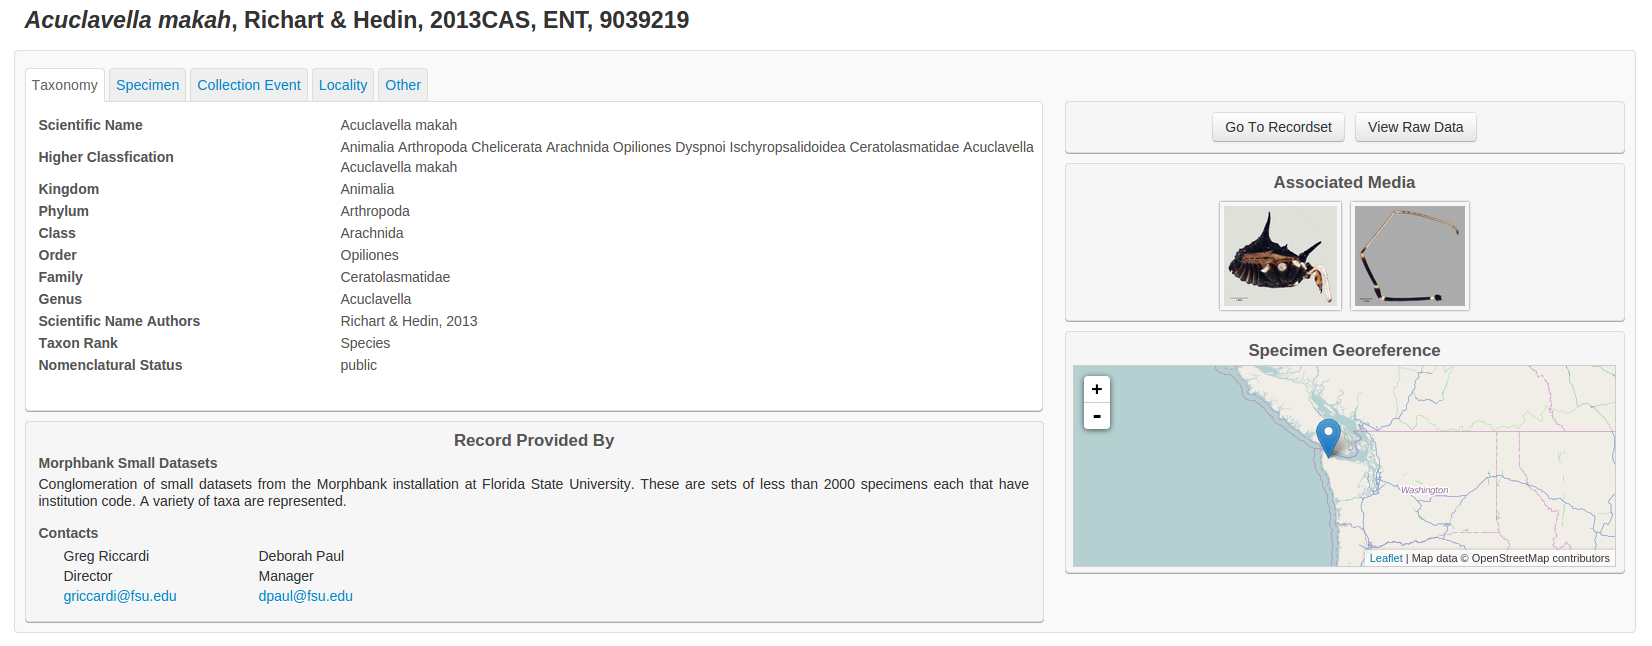 Acuclavella makah, Richart & Hedin, 2013CAS, ENT, 9039219
Taxonomy Specimen Collection Event Locality Other
Scientific Name Acuclavella makah
Higher Classfication Animalia Arthropoda Chelicerata Arachnida Opiliones Dyspnoi Ischyropsalidoidea Ceratolasmatidae Acuclavella
Acuclavella makah
Kingdom Animalia
Phylum Arthropoda
Class Arachnida
Order Opiliones
Family Ceratolasmatidae
Genus Acuclavella
Scientific Name Authors Richart & Hedin, 2013
Taxon Rank Species
Nomenclatural Status public
Record Provided By
Morphbank Small Datasets
Conglomeration of small datasets from the Morphbank installation at Florida State University. These are sets of less than 2000 specimens each that have
institution code. A variety of taxa are represented.
Contacts
Greg Riccardi Deborah Paul
Director Manager
griccardi@fsu.edu dpaul@fsu.edu
Go To Recordset View Raw Data
Associated Media
Specimen Georeference
+
-
Washington
Leaflet | Map data © OpenStreetMap contributors